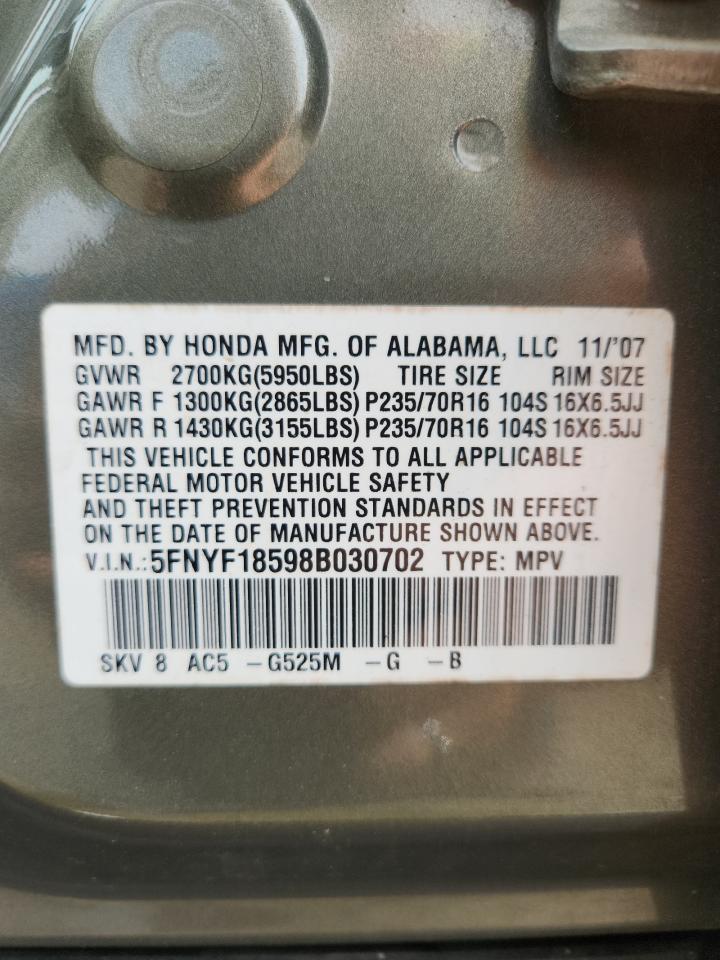 MFD. BY HONDA MFG. OF ALABAMA, LLC 11/'07
GVWR 2700KG(5950LBS) TIRE SIZE RIM SIZE
GAWR F 1300KG(2865LBS) P235/70R16 104S 16X6.5JJ
GAWR R 1430KG(3155LBS) P235/70R16 104S 16X6.5JJ
THIS VEHICLE CONFORMS TO ALL APPLICABLE
FEDERAL MOTOR VEHICLE SAFETY
AND THEFT PREVENTION STANDARDS IN EFFECT
ON THE DATE OF MANUFACTURE SHOWN ABOVE.
V.I.N.:5FNYF18598B030702 TYPE: MPV
SKV 8 AC5 –G525M –G –B